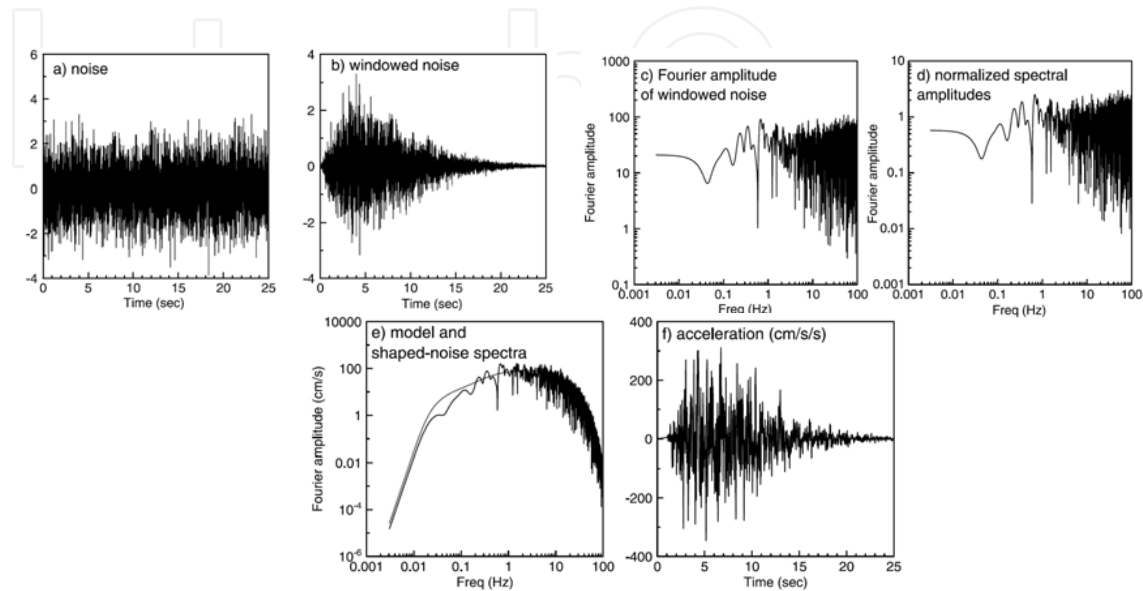 6
4
2
0
-2
-4
a) noise
0 5 10 15 20 25
Time (sec)
4
2
0
-2
-4
b) windowed noise
0 5 10 15 20 25
Time (sec)
Fourier amplitude
1000
100
10
1
0,1
c) Fourier amplitude
of windowed noise
0.001 0.01 0.1 1 10 100
Freq (Hz)
Fourier amplitude
10
1
0.1
0.01
0.001
d) normalized spectral
amplitudes
0.001 0.01 0.1 1 10 100
Freq (Hz)
Fourier amplitude (cm/s)
10000
100
1
0.01
10-4
10-6
e) model and
shaped-noise spectra
0.001 0.01 0.1 1 10 100
Freq (Hz)
400
200
0
-200
-400
f) acceleration (cm/s/s)
0 5 10 15 20 25
Time (sec)